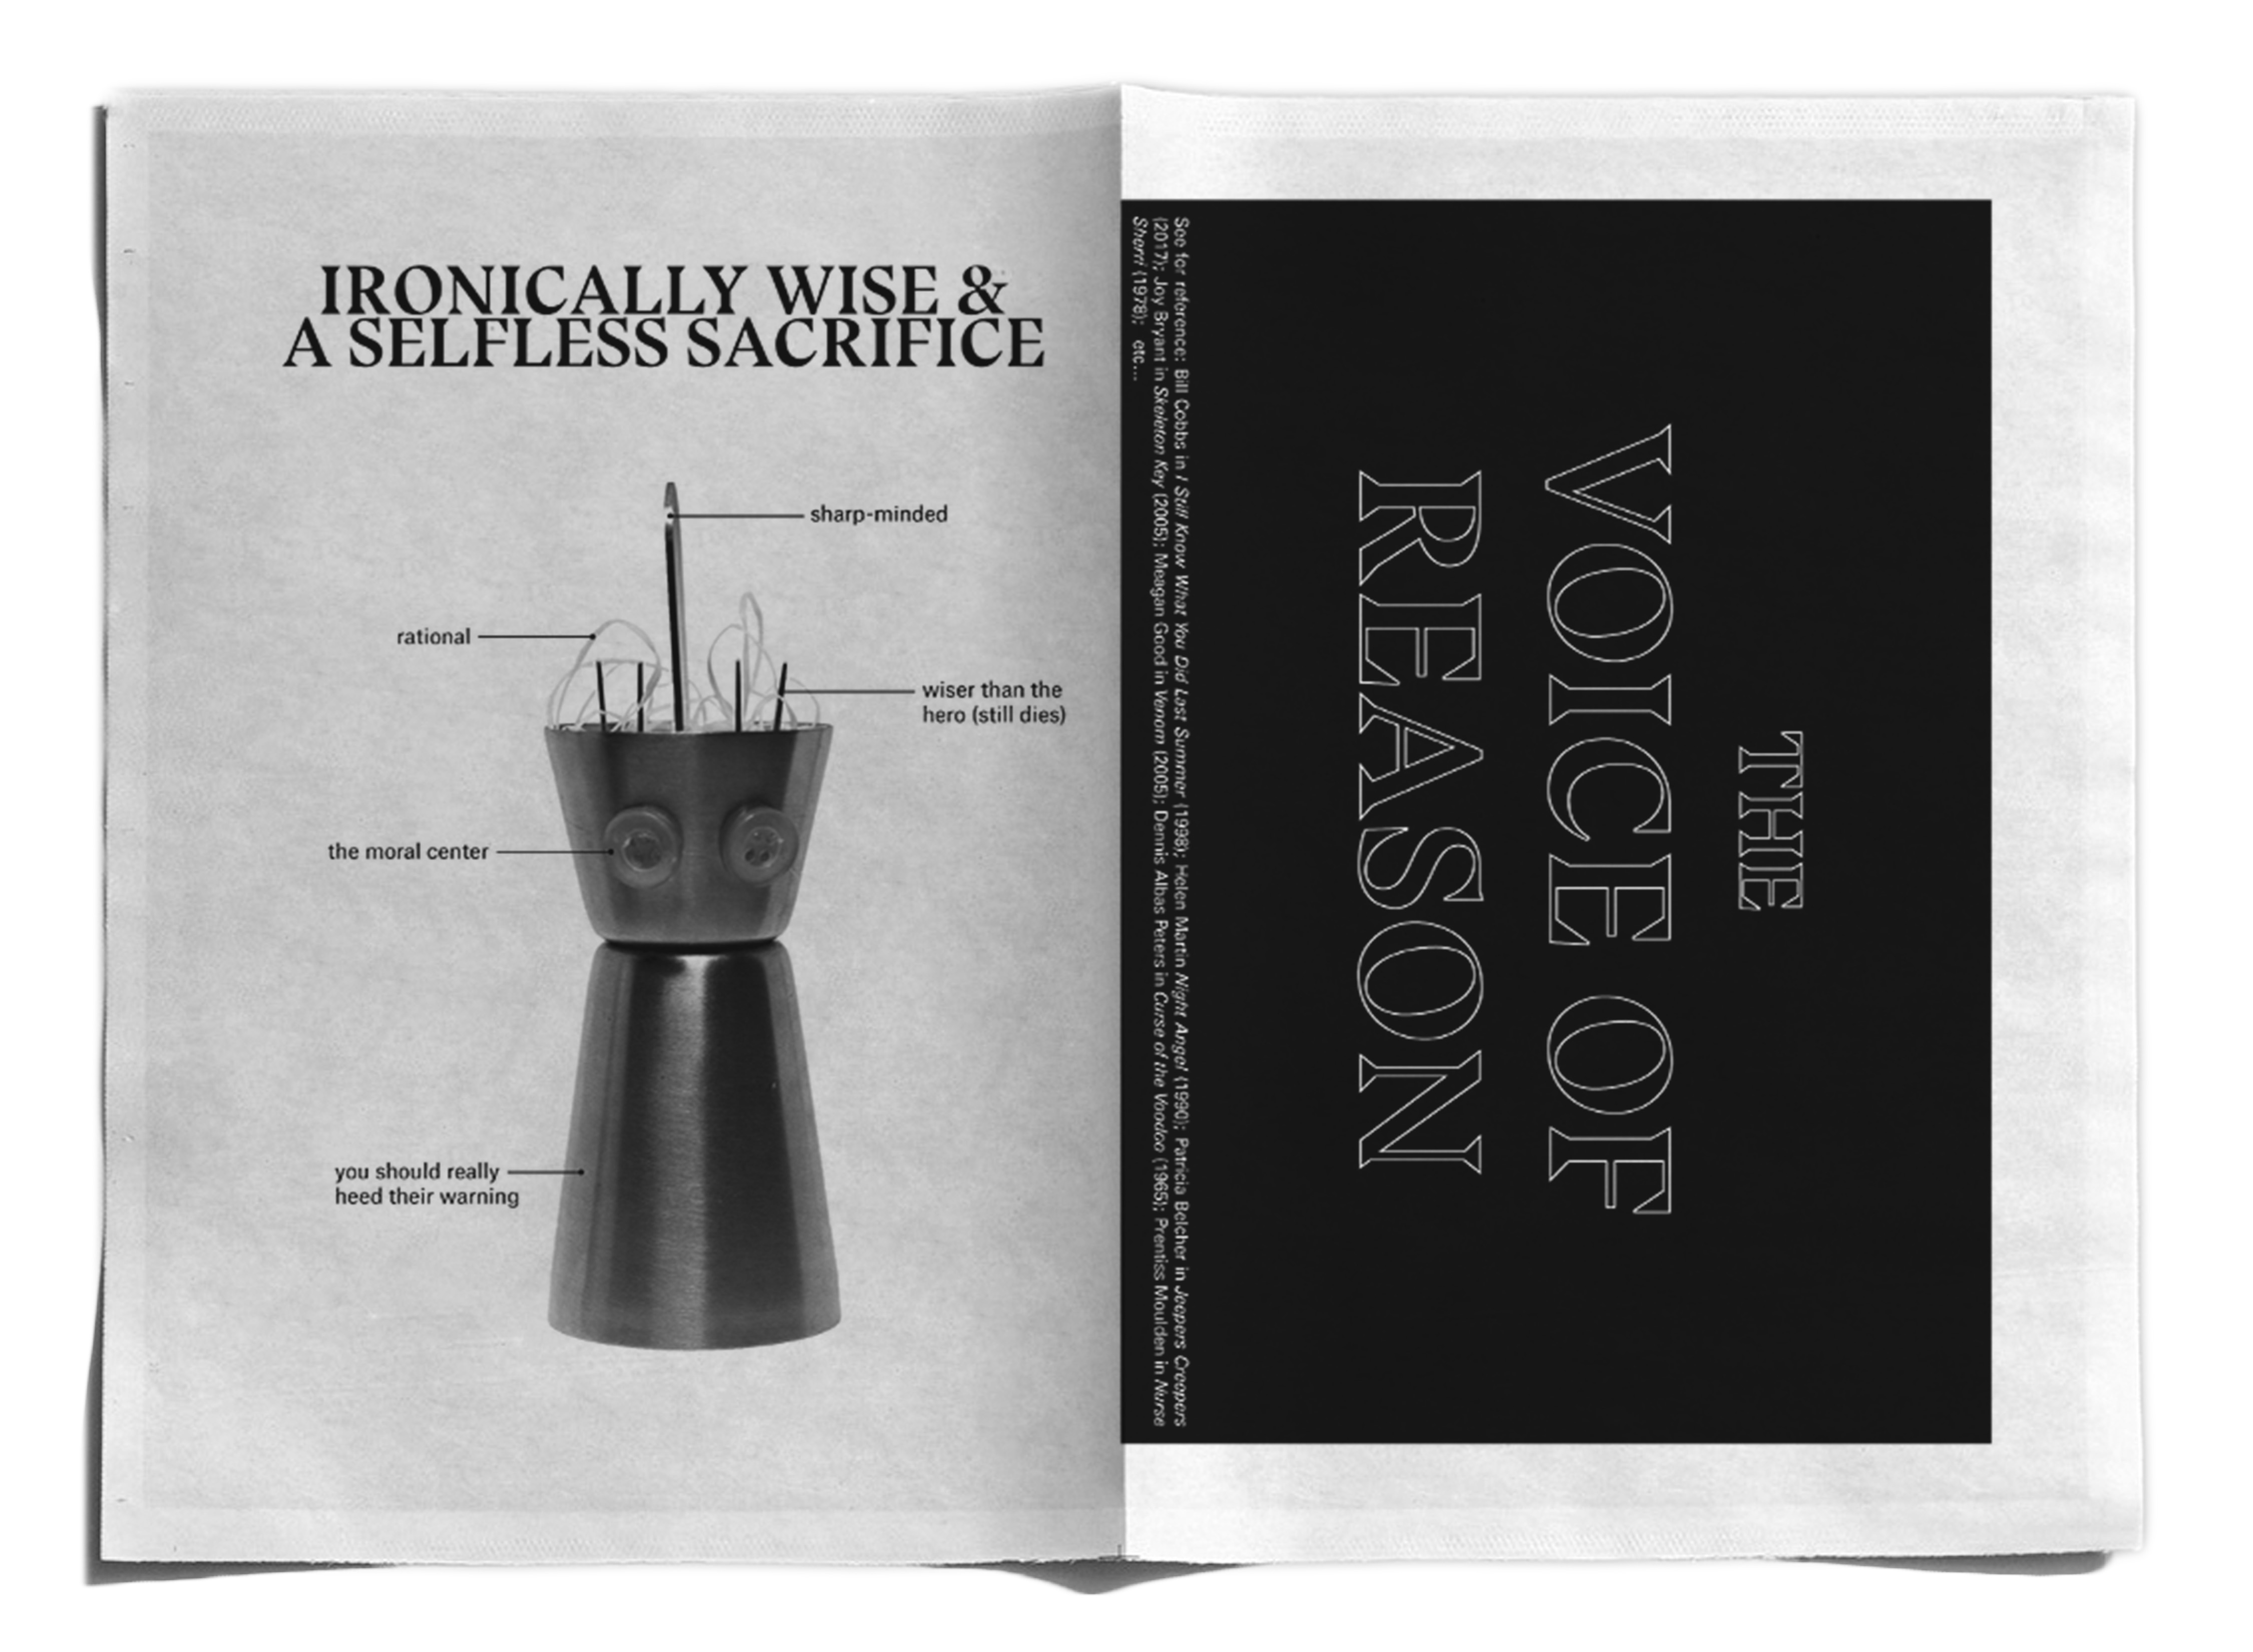 IRONICALLY WISE &
A SELFLESS SACRIFICE
sharp-minded
rational
wiser than the
hero (still dies)
the moral center
you should really
heed their warning
THE
VOICE OF
REASON
See for reference: Bill Cobbs in I Still Know What You Did Last Summer (1998); Helen Martin Night Angel (1990); Patricia Belcher in Jeepers Creepers
(2017); Joy Bryant in Skeleton Key (2005); Meagan Good in Venom (2005); Dennis Albas Peters in Curse of the Voodoo (1965); Prentiss Moulden in Nurse
Sherri (1978); etc...